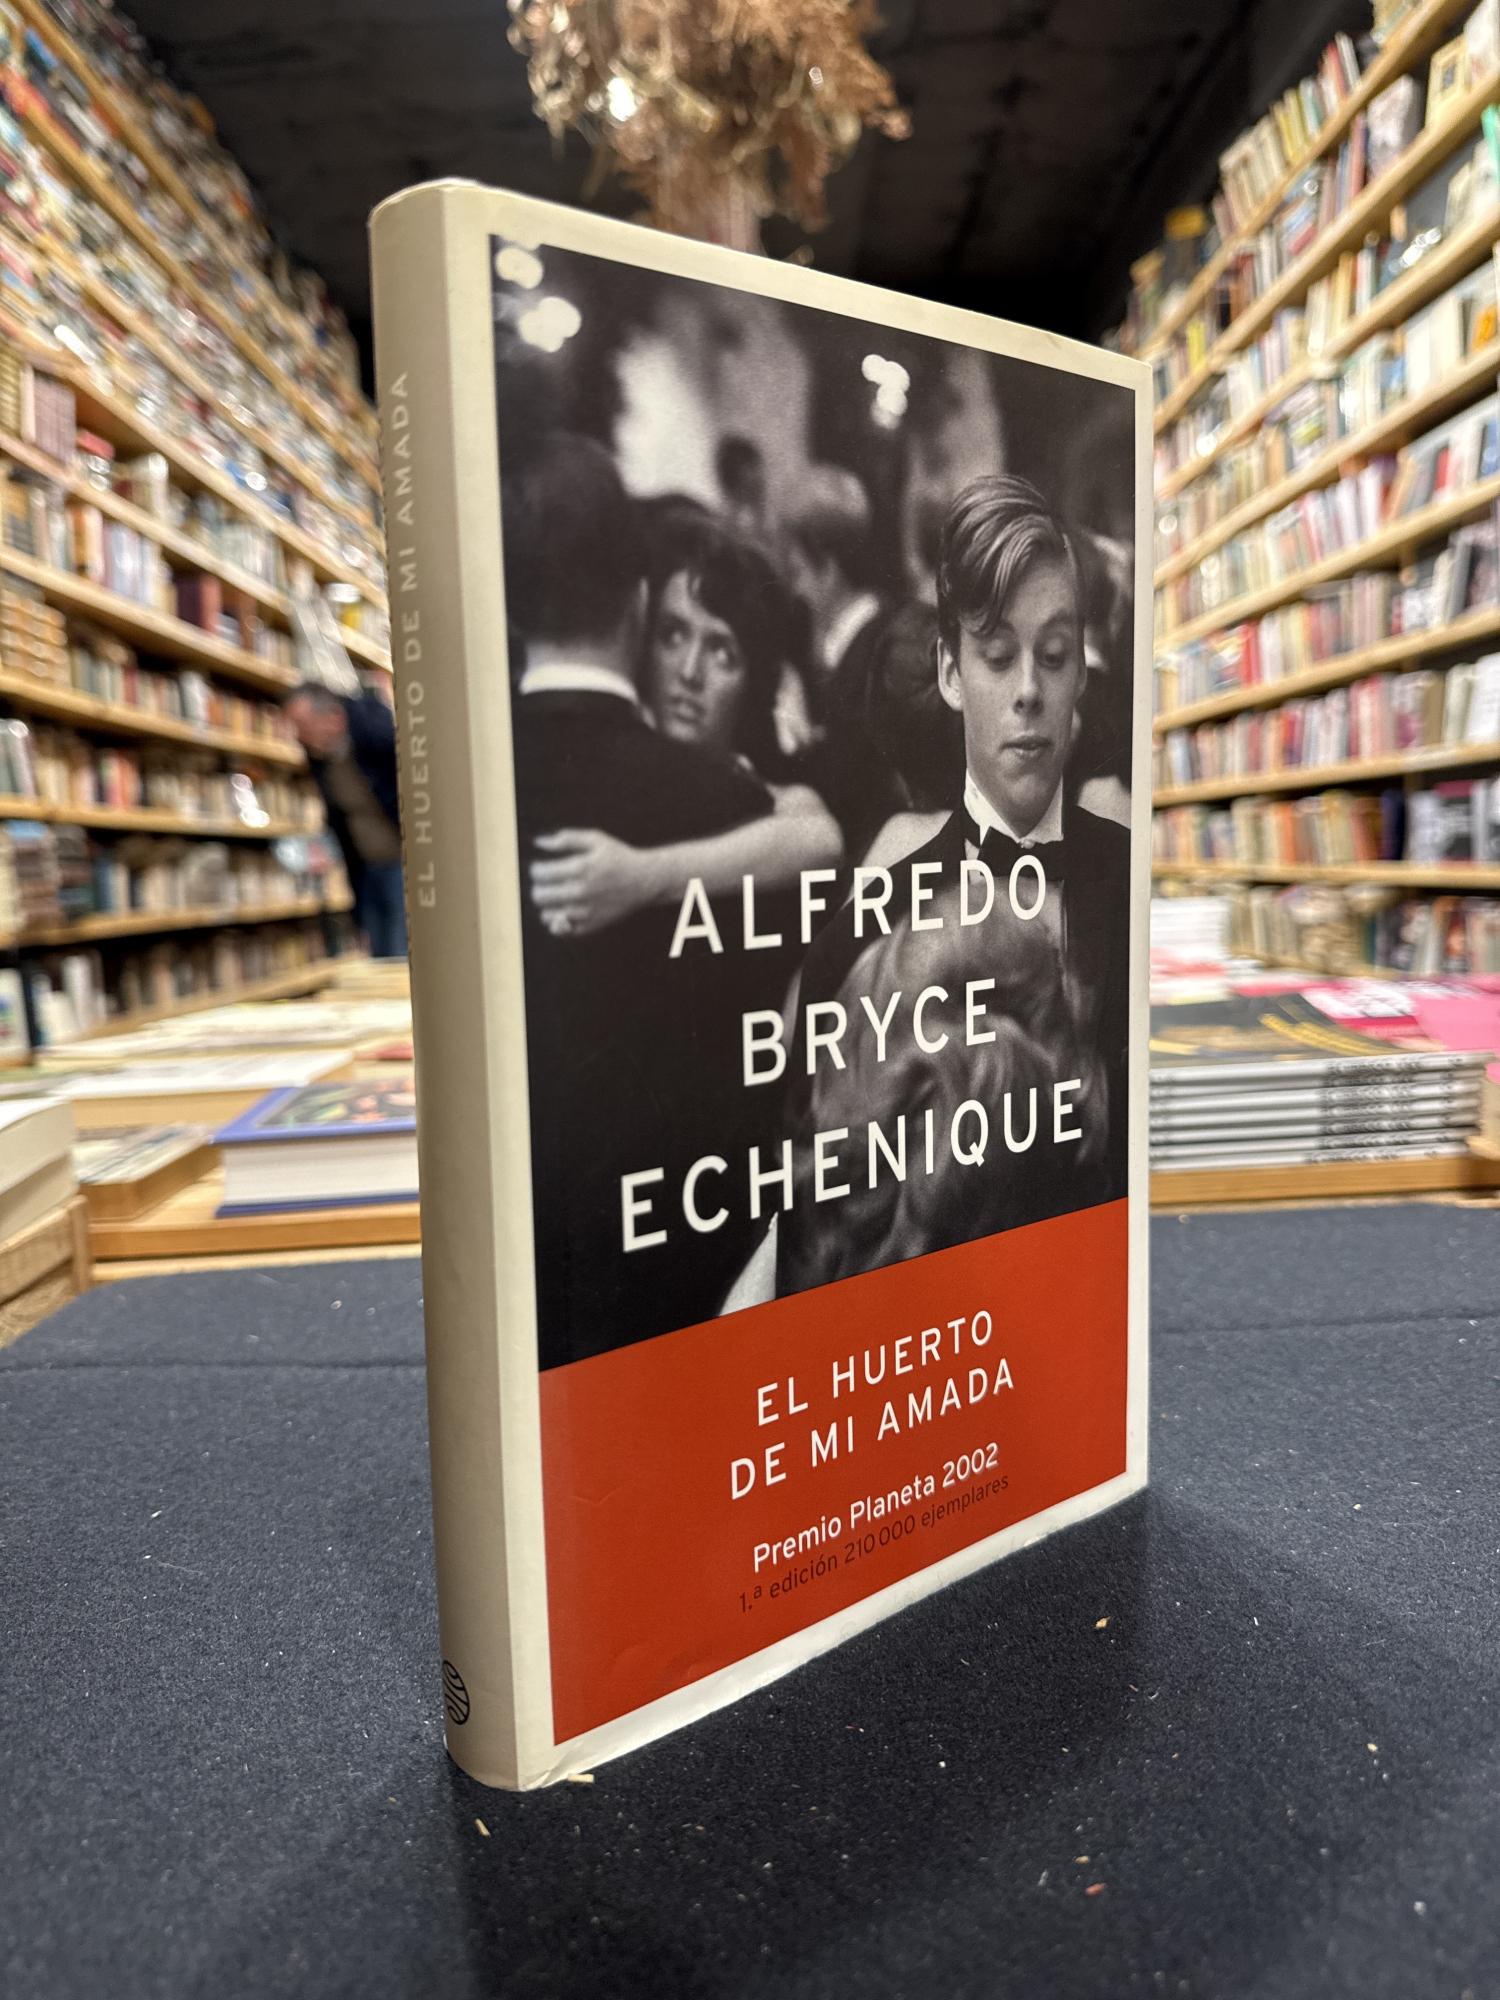 EL HUERTO DE MI AMADA
ALFREDO
BRYCE
ECHENIQUE
EL HUERTO
DE MI AMADA
Premio Planeta 2002
1.ª edición 210 000 ejemplares